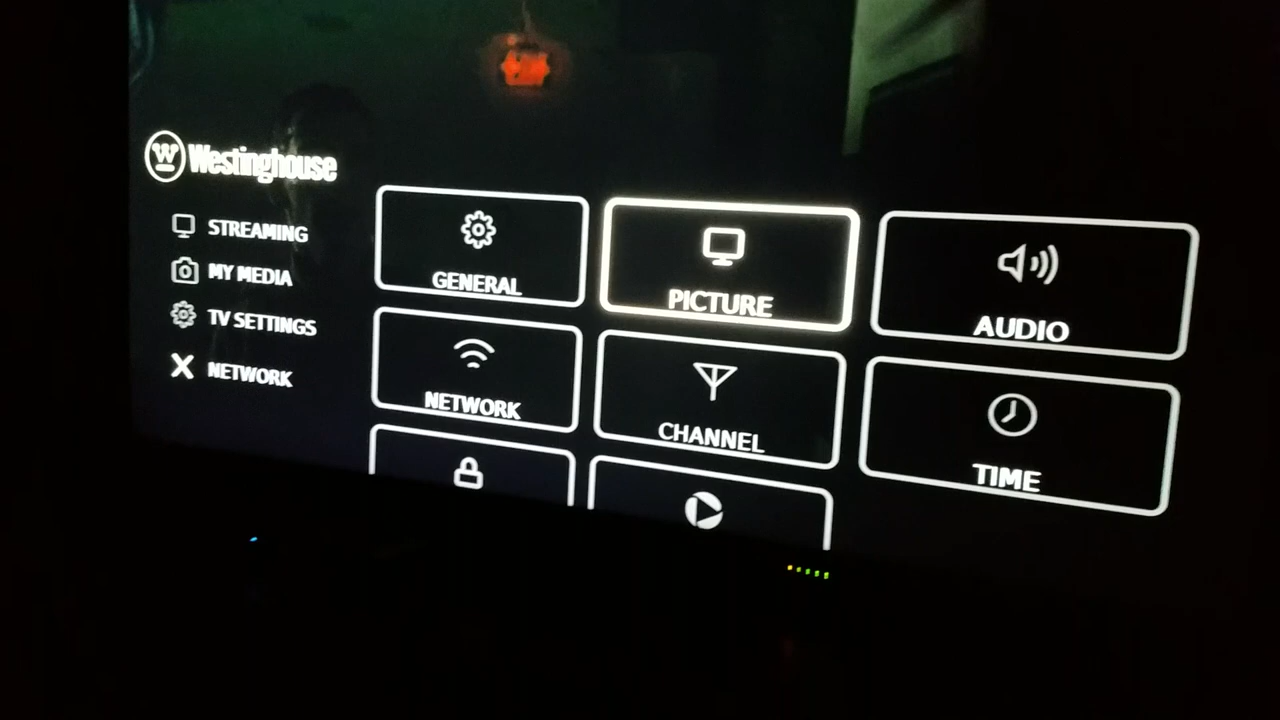 Westinghouse
STREAMING
MY MEDIA
TV SETTINGS
NETWORK
GENERAL
PICTURE
AUDIO
NETWORK
CHANNEL
TIME